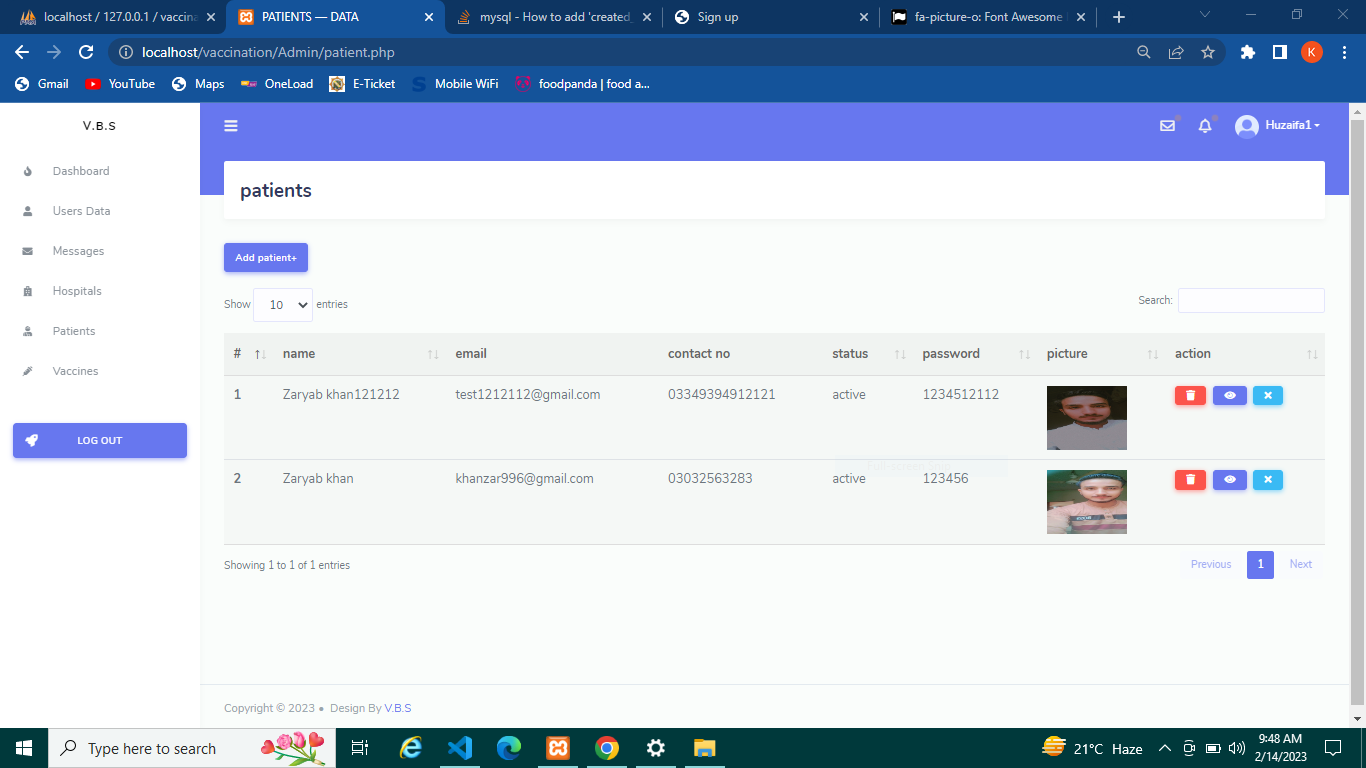 localhost / 127.0.0.1 / vaccina
PATIENTS — DATA
mysql - How to add 'created_
Sign up
fa-picture-o: Font Awesome
localhost/vaccination/Admin/patient.php
K
Gmail
YouTube
Maps
OneLoad
E-Ticket
Mobile WiFi
foodpanda | food a...
V.B.S
Huzaifa1
Dashboard
Users Data
Messages
Hospitals
Patients
Vaccines
LOG OUT
patients
Add patient+
Show 10 entries
Search:
# name email contact no status password picture action
1 Zaryab khan121212 test1212112@gmail.com 03349394912121 active 1234512112
2 Zaryab khan khanzar996@gmail.com 03032563283 active 123456
Full-screen Snip
Showing 1 to 1 of 1 entries
Previous 1 Next
Copyright © 2023 • Design By V.B.S
Type here to search
21°C Haze
9:48 AM
2/14/2023